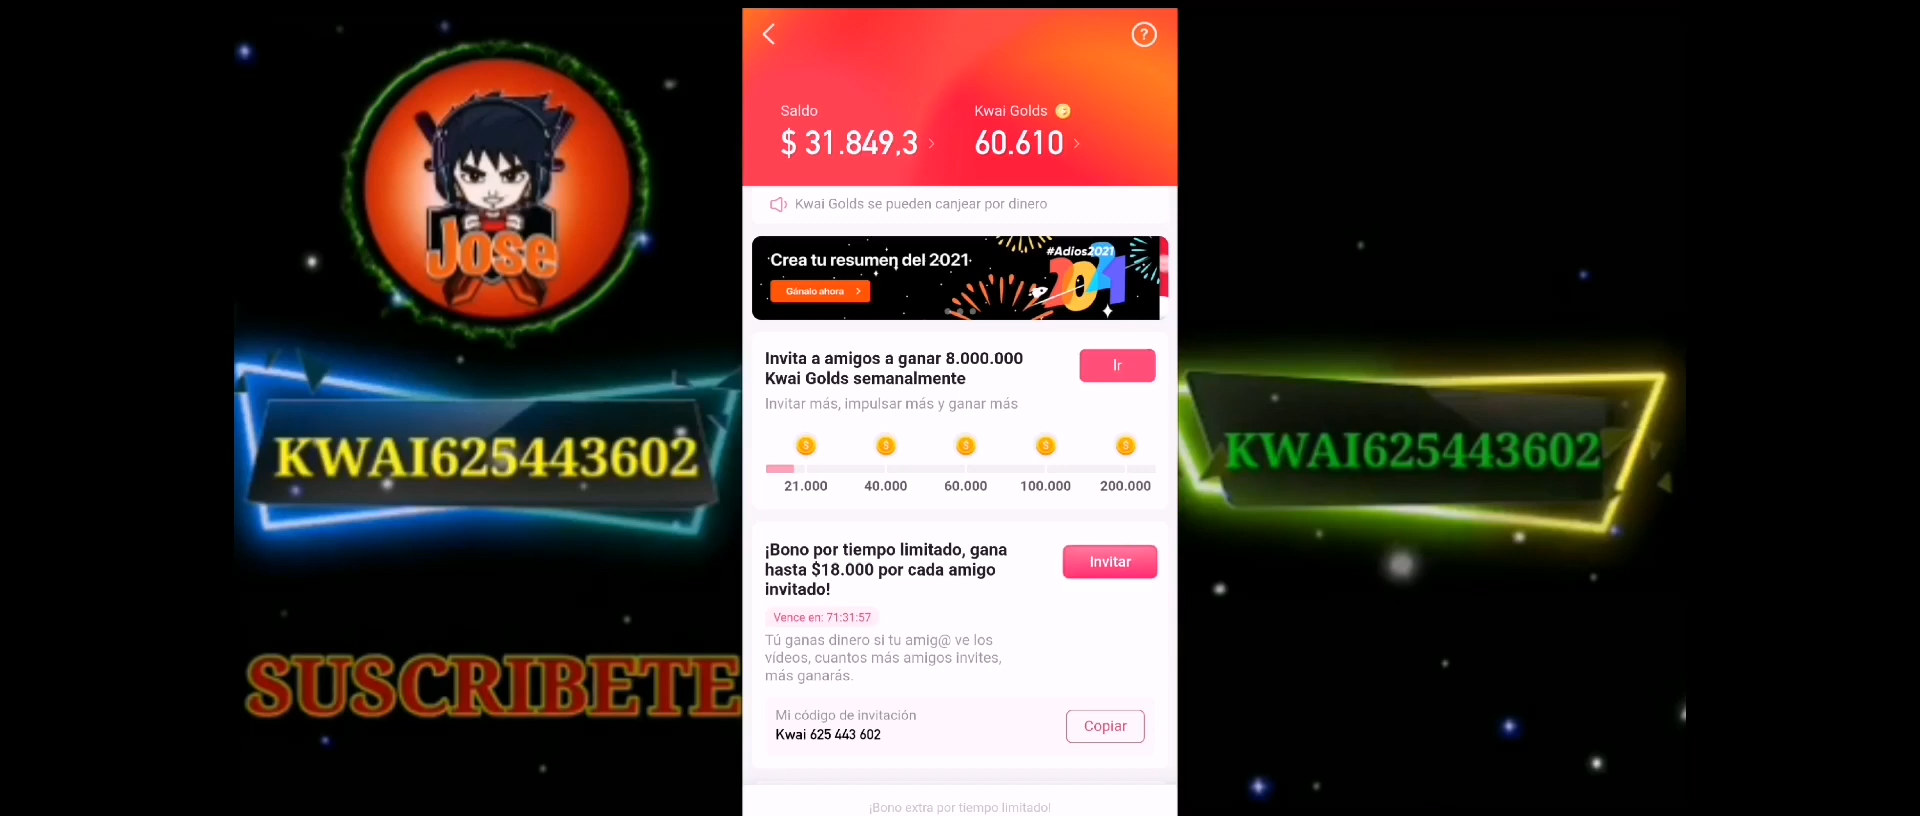 Jose
KWAI625443602
SUSCRIBETE
?
Saldo
$ 31.849,3
Kwai Golds
60.610
Kwai Golds se pueden canjear por dinero
Crea tu resumen del 2021
Gánalo ahora
#Adios2021
2021
Invita a amigos a ganar 8.000.000
Kwai Golds semanalmente
Ir
Invitar más, impulsar más y ganar más
21.000 40.000 60.000 100.000 200.000
¡Bono por tiempo limitado, gana
hasta $18.000 por cada amigo
invitado!
Invitar
Vence en: 71:31:57
Tú ganas dinero si tu amig@ ve los
vídeos, cuantos más amigos invites,
más ganarás.
Mi código de invitación
Kwai 625 443 602
Copiar
¡Bono extra por tiempo limitado!
KWAI625443602